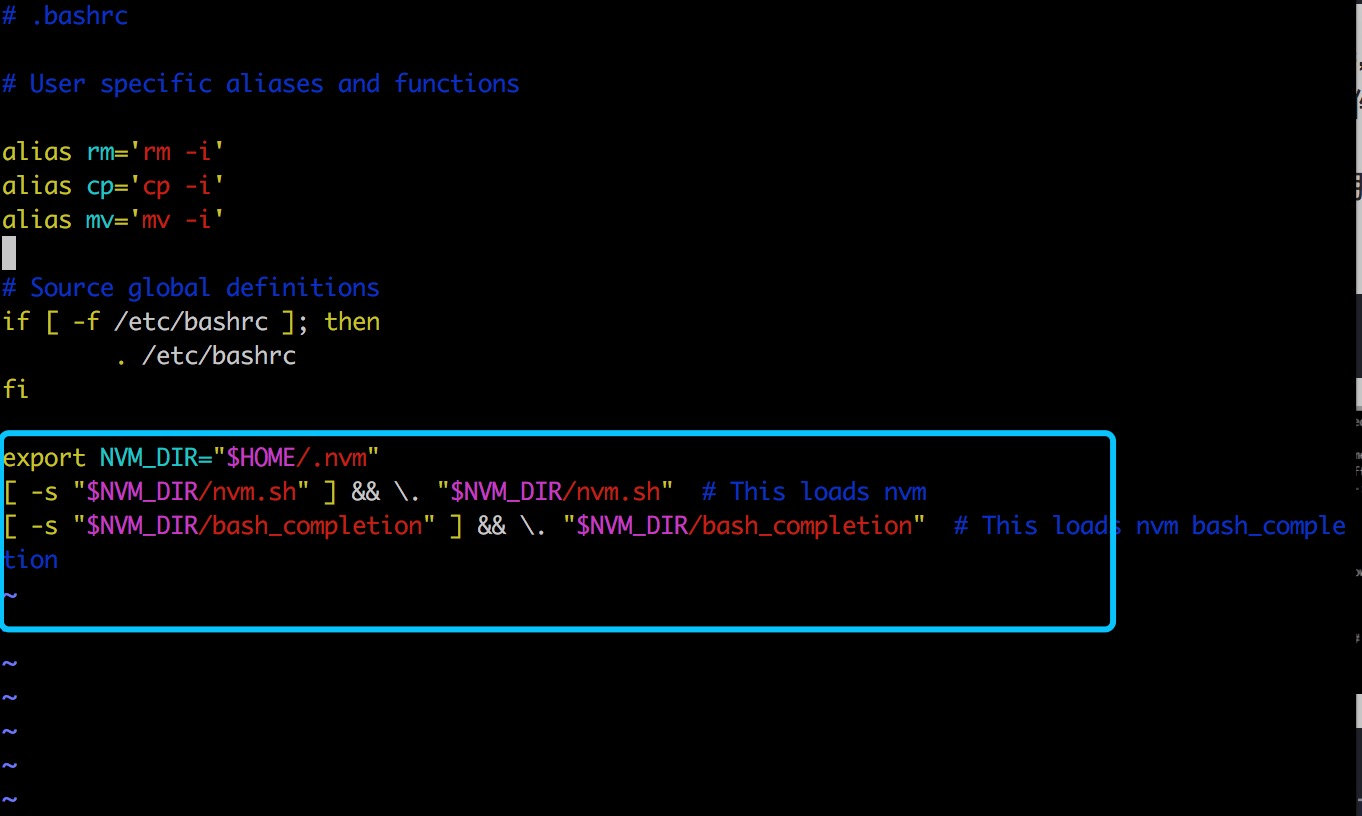 # .bashrc
# User specific aliases and functions
alias rm='rm -i'
alias cp='cp -i'
alias mv='mv -i'
# Source global definitions
if [ -f /etc/bashrc ]; then
        . /etc/bashrc
fi
export NVM_DIR="$HOME/.nvm"
[ -s "$NVM_DIR/nvm.sh" ] && \. "$NVM_DIR/nvm.sh"  # This loads nvm
[ -s "$NVM_DIR/bash_completion" ] && \. "$NVM_DIR/bash_completion"  # This loads nvm bash_comple
tion
~
~
~
~
~
~